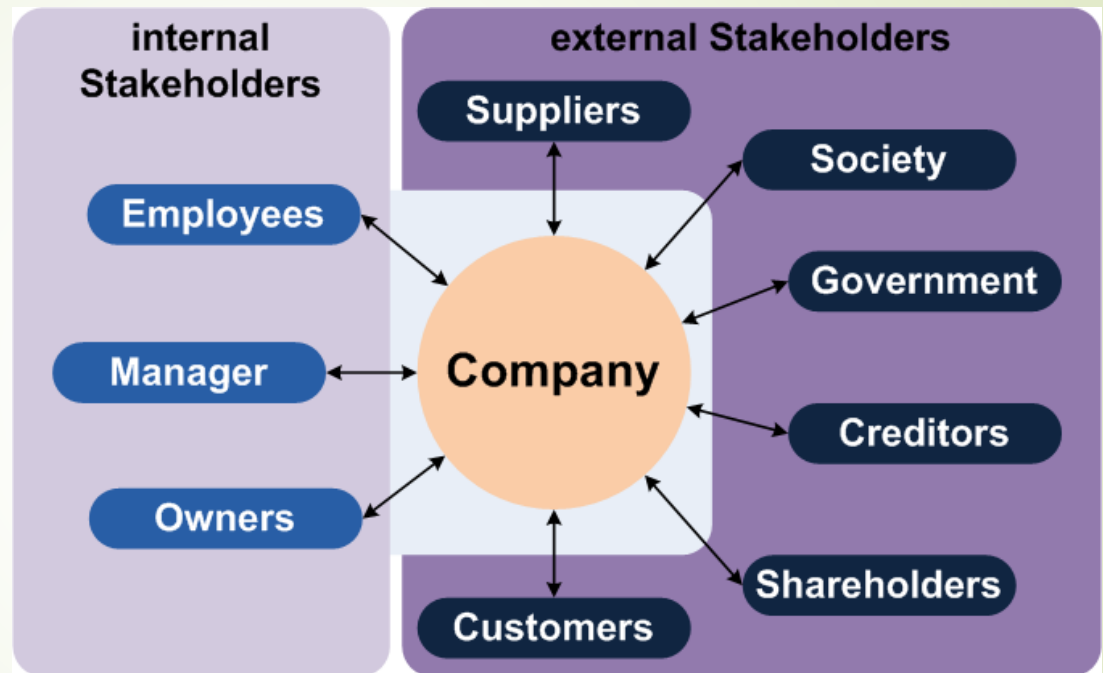 internal
Stakeholders
Employees
Manager
Owners
external Stakeholders
Suppliers
Society
Government
Company
Creditors
Shareholders
Customers